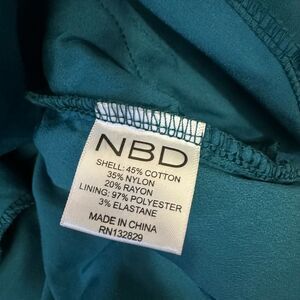 NBD
SHELL: 45% COTTON
35% NYLON
20% RAYON
LINING: 97% POLYESTER
3% ELASTANE
MADE IN CHINA
RN132829